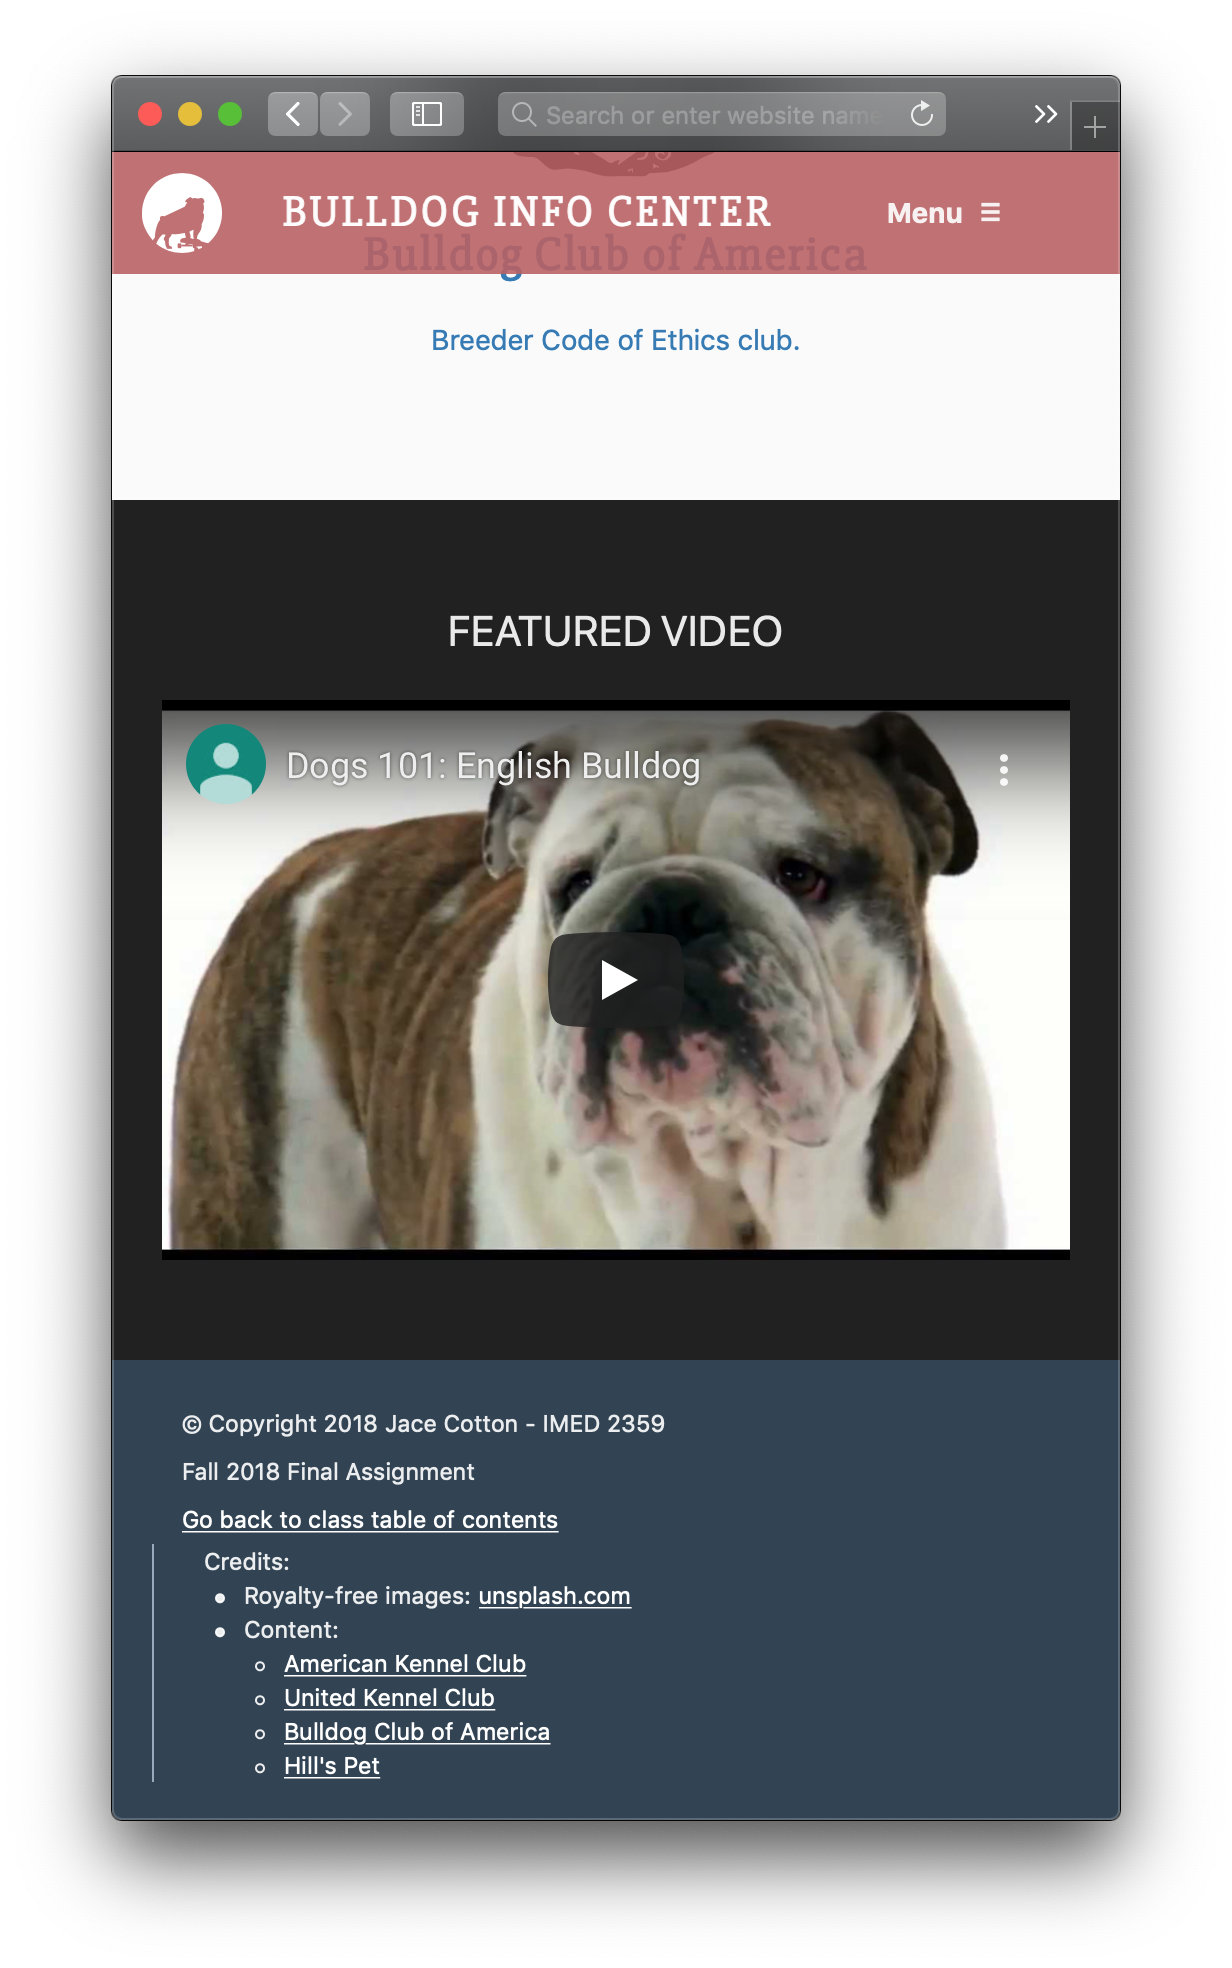 Search or enter website name
BULLDOG INFO CENTER
Menu
Bulldog Club of America
Breeder Code of Ethics club.
FEATURED VIDEO
Dogs 101: English Bulldog
© Copyright 2018 Jace Cotton - IMED 2359
Fall 2018 Final Assignment
Go back to class table of contents
Credits:
Royalty-free images: unsplash.com
Content:
American Kennel Club
United Kennel Club
Bulldog Club of America
Hill's Pet